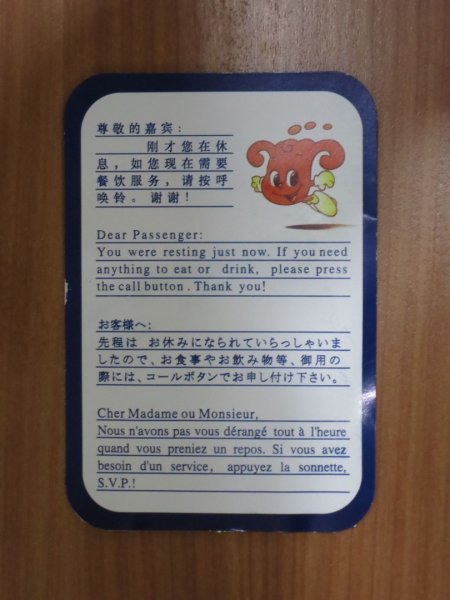 尊敬的嘉宾：
刚才您在休
息，如您现在需要
餐饮服务，请按呼
唤铃。谢谢！
Dear Passenger:
You were resting just now. If you need
anything to eat or drink, please press
the call button . Thank you!
お客様へ:
先程は お休みになられていらっしゃいま
したので、お食事やお飲み物等、御用の
際には、コールボタンでお申し付け下さい。
Cher Madame ou Monsieur,
Nous n'avons pas vous dérangé tout à l'heure
quand vous preniez un repos. Si vous avez
besoin d'un service, appuyez la sonnette,
S.V.P.!